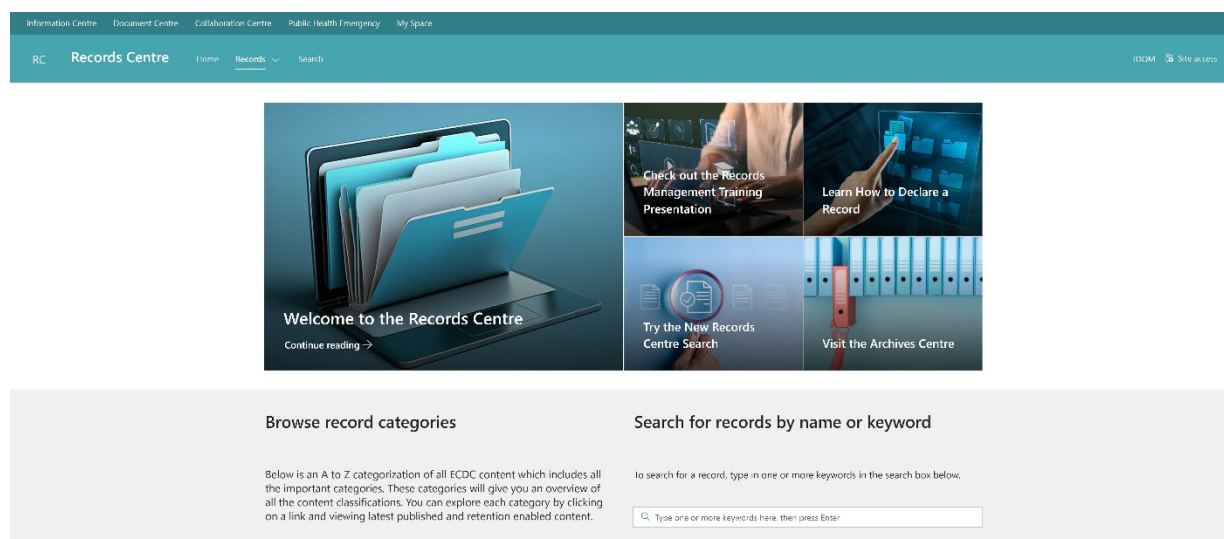 Information Centre Document Centre Collaboration Centre Public Health Emergency My Space
RC Records Centre Home Records Search IDQM Site access
Check out the Records
Management Training
Presentation
Learn How to Declare a
Record
Welcome to the Records Centre
Continue reading →
Try the New Records
Centre Search
Visit the Archives Centre
Browse record categories
Below is an A to Z categorization of all ECDC content which includes all
the important categories. These categories will give you an overview of
all the content classifications. You can explore each category by clicking
on a link and viewing latest published and retention enabled content.
Search for records by name or keyword
To search for a record, type in one or more keywords in the search box below.
Type one or more keywords here, then press Enter